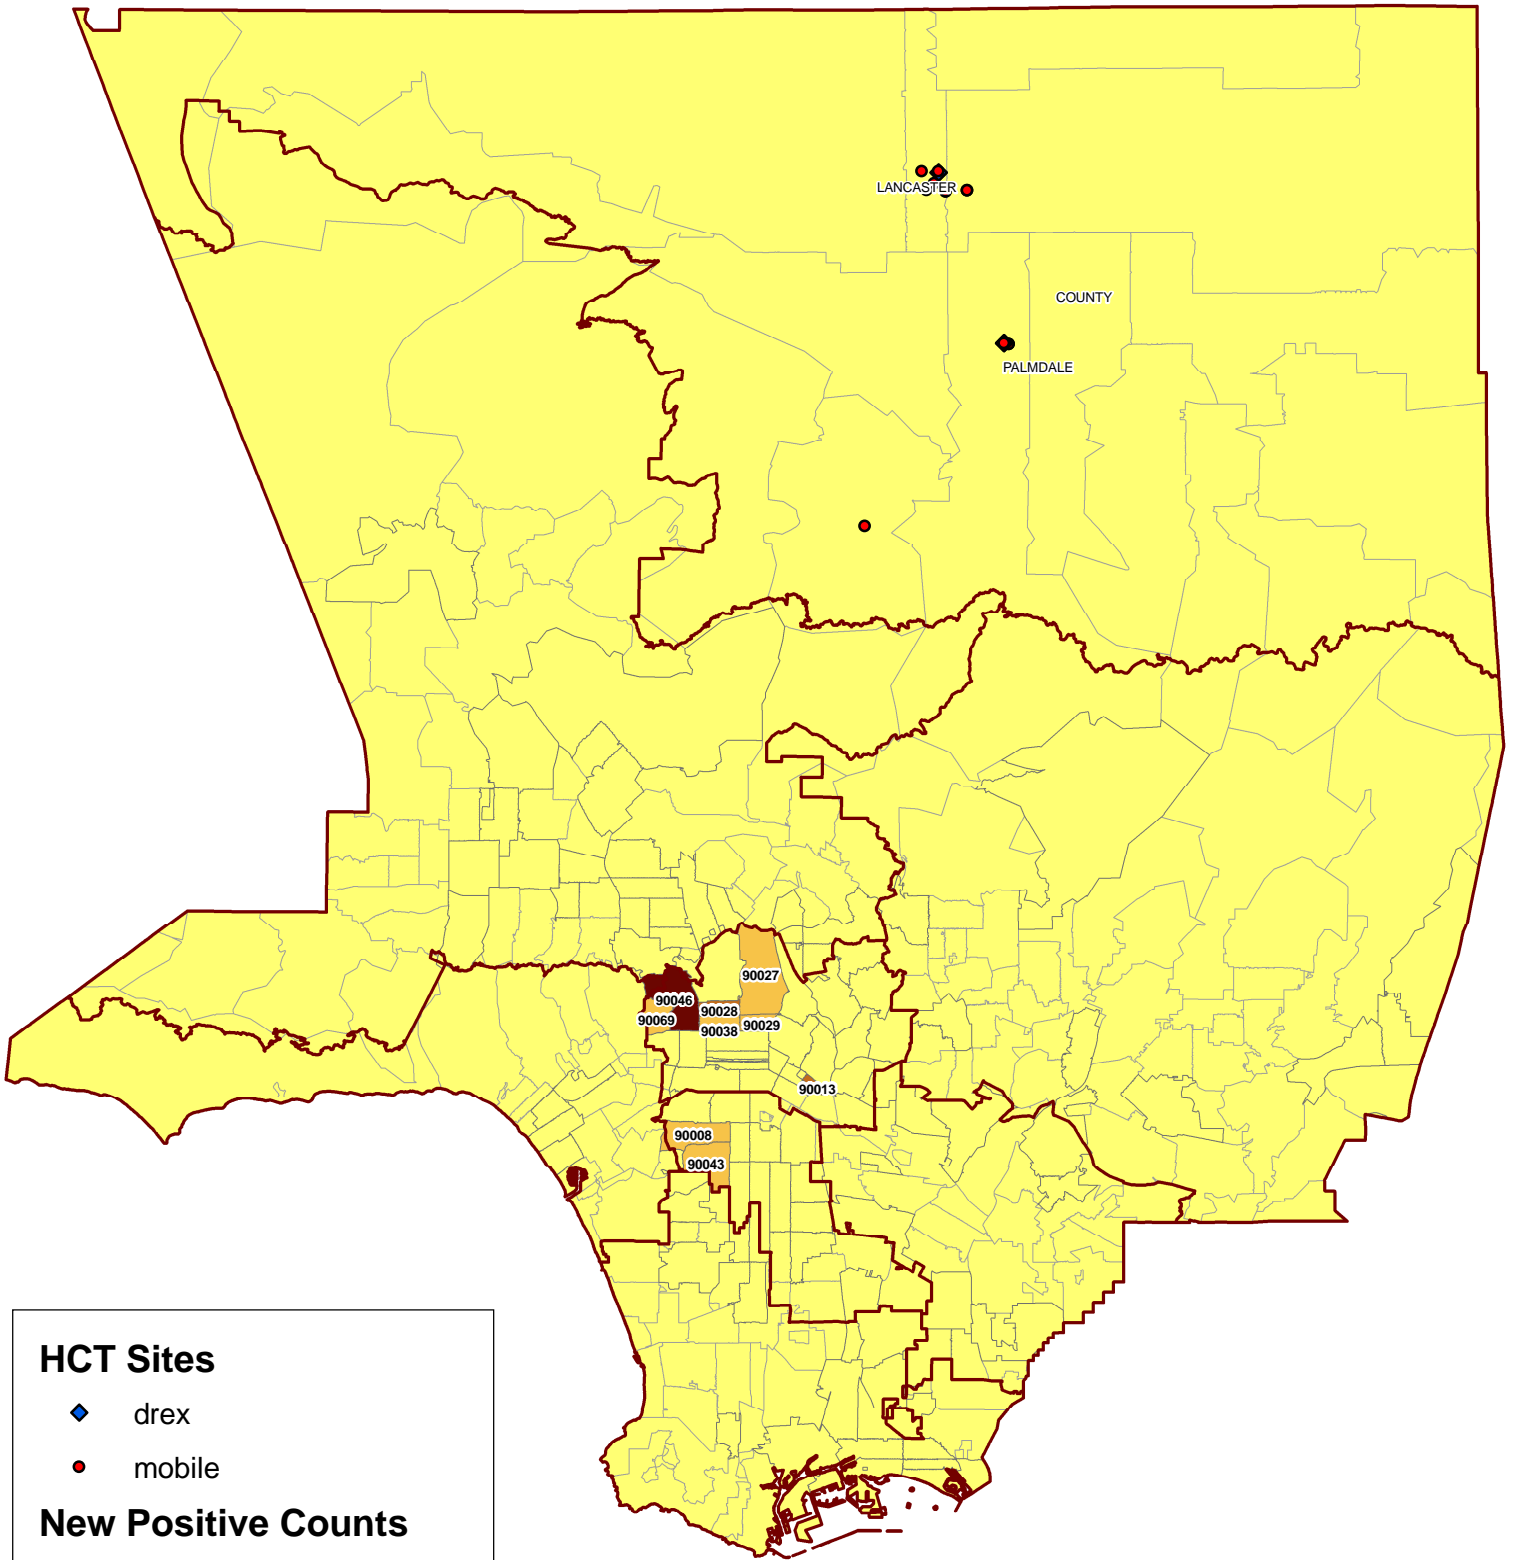 LANCASTER
COUNTY
PALMDALE
90027
90046
90028
90069
90038
90029
90013
90008
90043
HCT Sites
drex
mobile
New Positive Counts